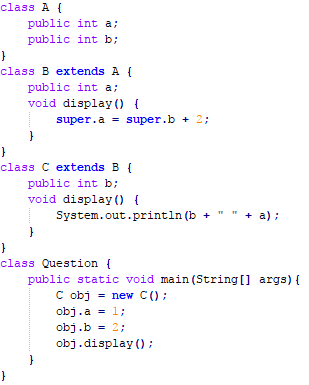 class A {
    public int a;
    public int b;
}
class B extends A {
    public int a;
    void display() {
        super.a = super.b + 2;
    }
}
class C extends B {
    public int b;
    void display() {
        System.out.println(b + " " + a);
    }
}
class Question {
    public static void main(String[] args){
        C obj = new C();
        obj.a = 1;
        obj.b = 2;
        obj.display();
    }
}